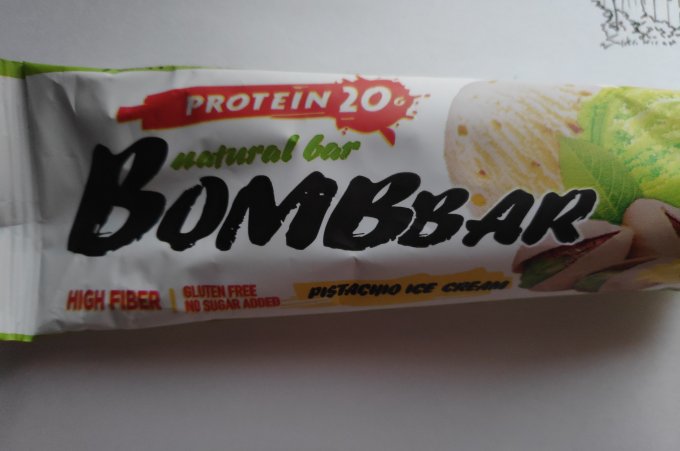 PROTEIN 20G
natural bar
BOMBBAR
HIGH FIBER
GLUTEN FREE
NO SUGAR ADDED
PISTACHIO ICE CREAM